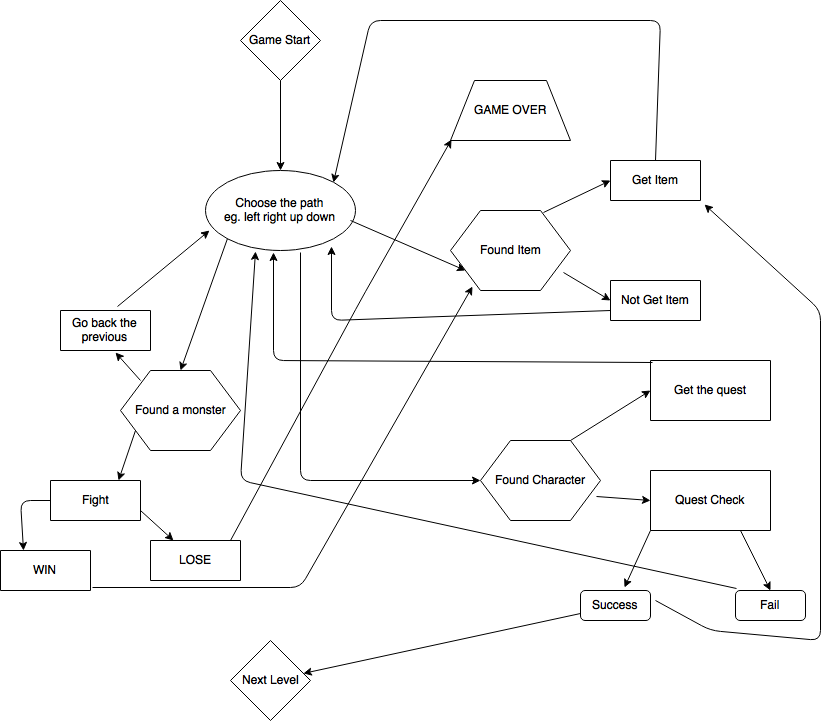 Game Start
GAME OVER
Get Item
Choose the path
eg. left right up down
Found Item
Not Get Item
Go back the
previous
Found a monster
Get the quest
Found Character
Quest Check
Fight
LOSE
WIN
Success
Fail
Next Level